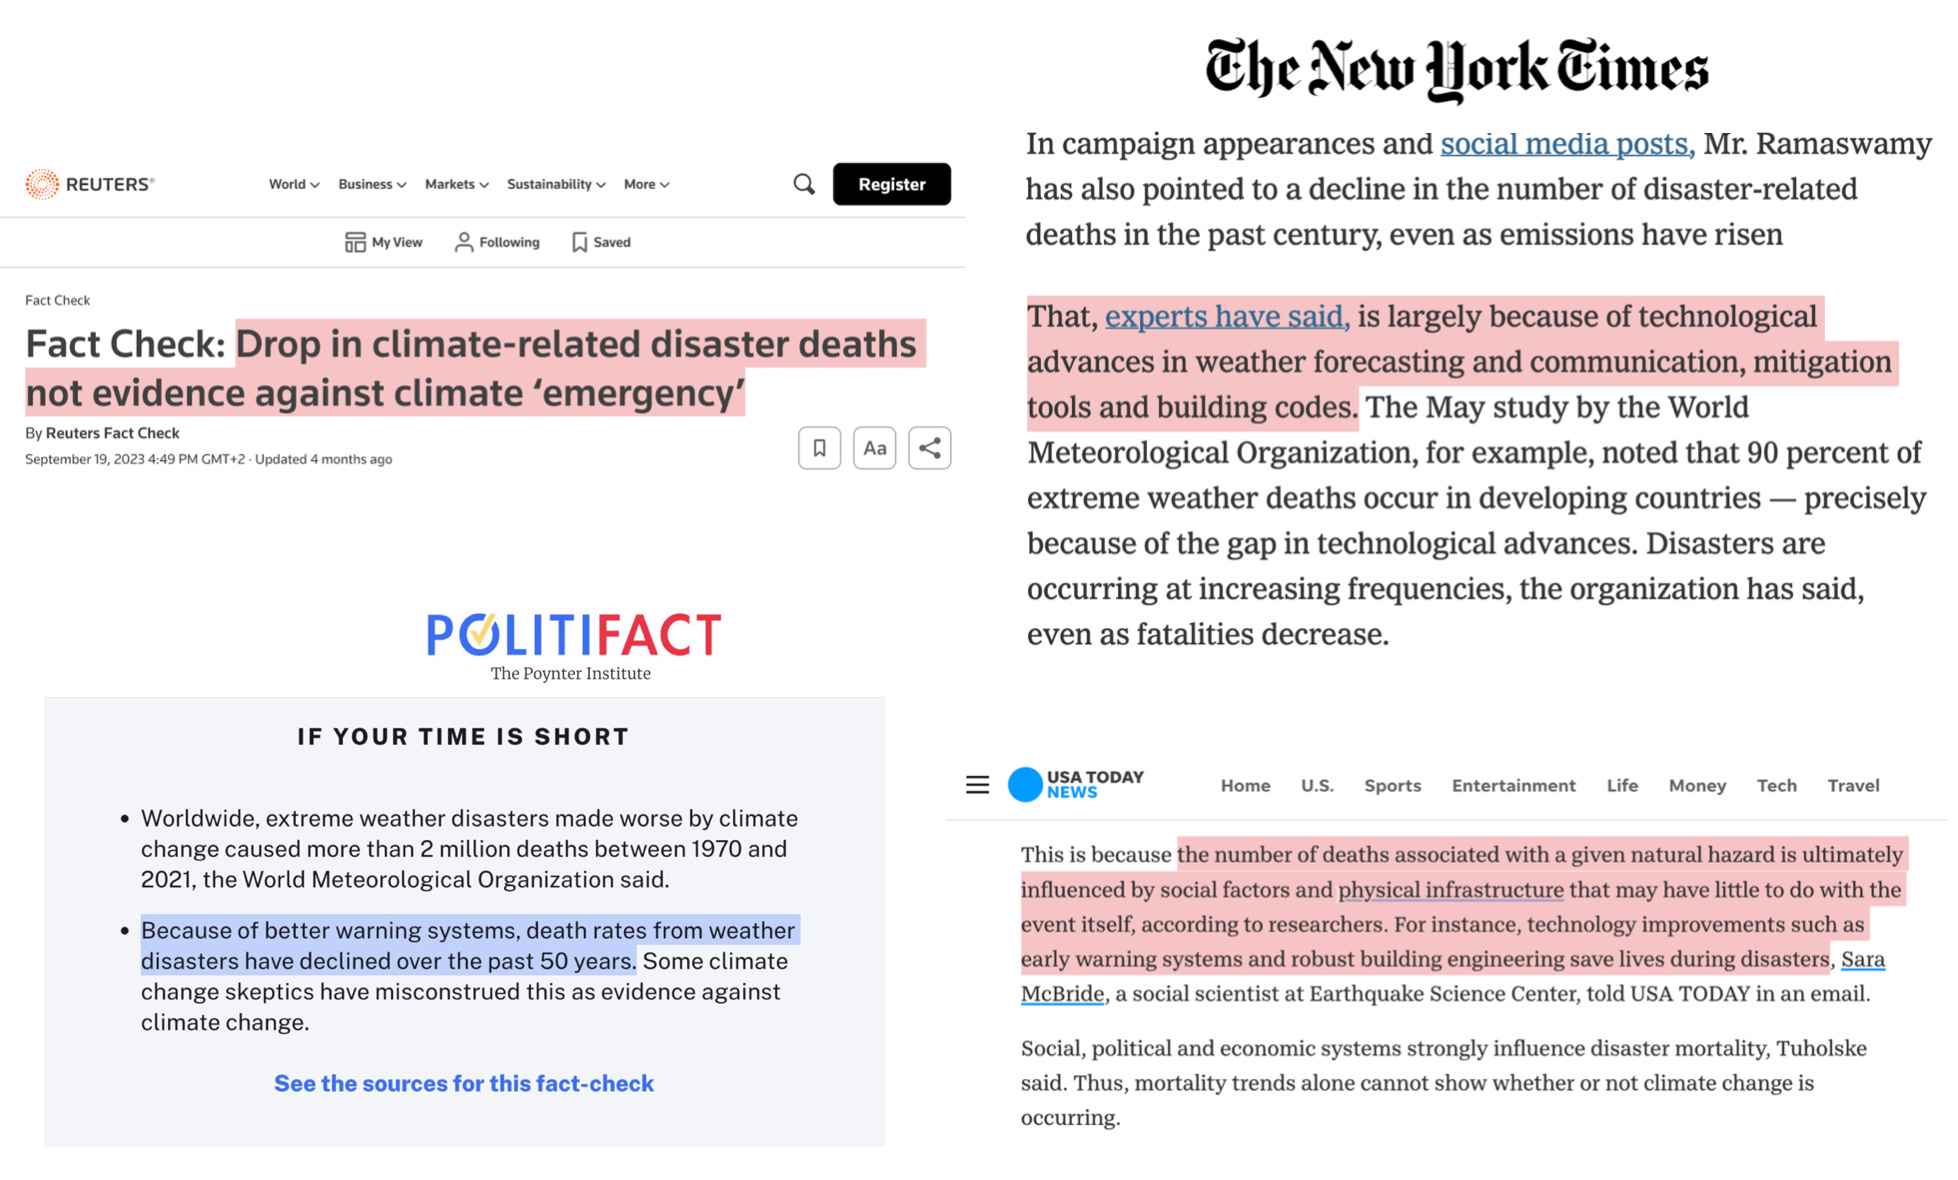 REUTERS®
World
Business
Markets
Sustainability
More
Register
My View
Following
Saved
Fact Check
Fact Check: Drop in climate-related disaster deaths
not evidence against climate ‘emergency’
By Reuters Fact Check
September 19, 2023 4:49 PM GMT+2 · Updated 4 months ago
Aa
POLITIFACT
The Poynter Institute
IF YOUR TIME IS SHORT
• Worldwide, extreme weather disasters made worse by climate
change caused more than 2 million deaths between 1970 and
2021, the World Meteorological Organization said.
• Because of better warning systems, death rates from weather
disasters have declined over the past 50 years. Some climate
change skeptics have misconstrued this as evidence against
climate change.
See the sources for this fact-check
The New York Times
In campaign appearances and social media posts, Mr. Ramaswamy
has also pointed to a decline in the number of disaster-related
deaths in the past century, even as emissions have risen
That, experts have said, is largely because of technological
advances in weather forecasting and communication, mitigation
tools and building codes. The May study by the World
Meteorological Organization, for example, noted that 90 percent of
extreme weather deaths occur in developing countries — precisely
because of the gap in technological advances. Disasters are
occurring at increasing frequencies, the organization has said,
even as fatalities decrease.
USA TODAY
NEWS
Home
U.S.
Sports
Entertainment
Life
Money
Tech
Travel
This is because the number of deaths associated with a given natural hazard is ultimately
influenced by social factors and physical infrastructure that may have little to do with the
event itself, according to researchers. For instance, technology improvements such as
early warning systems and robust building engineering save lives during disasters, Sara
McBride, a social scientist at Earthquake Science Center, told USA TODAY in an email.
Social, political and economic systems strongly influence disaster mortality, Tuholske
said. Thus, mortality trends alone cannot show whether or not climate change is
occurring.